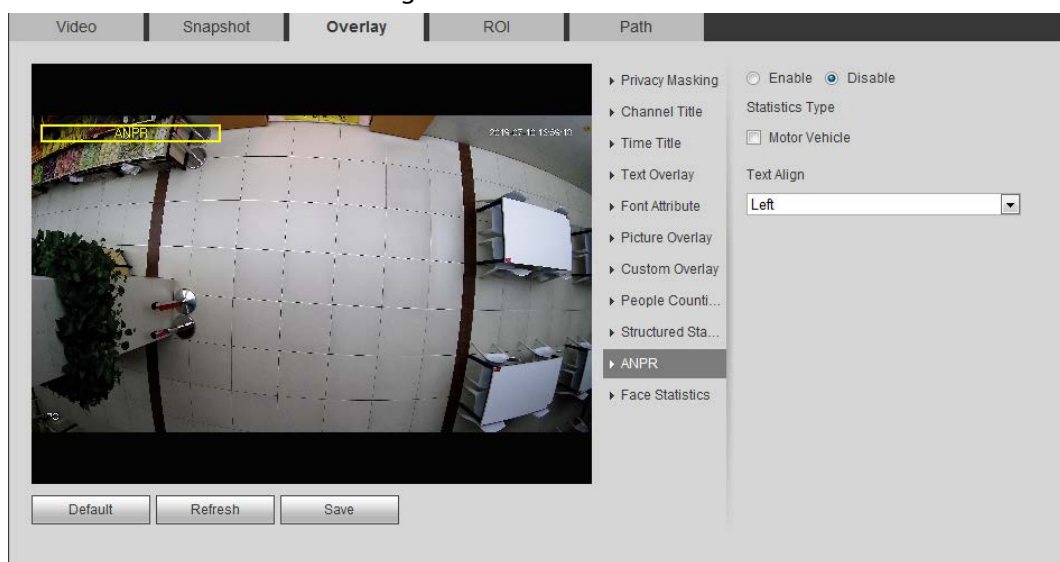 Video Snapshot Overlay ROI Path
Privacy Masking
Channel Title
Time Title
Text Overlay
Font Attribute
Picture Overlay
Custom Overlay
People Counti...
Structured Sta...
ANPR
Face Statistics
Enable Disable
Statistics Type
Motor Vehicle
Text Align
Left
ANPR
Default Refresh Save